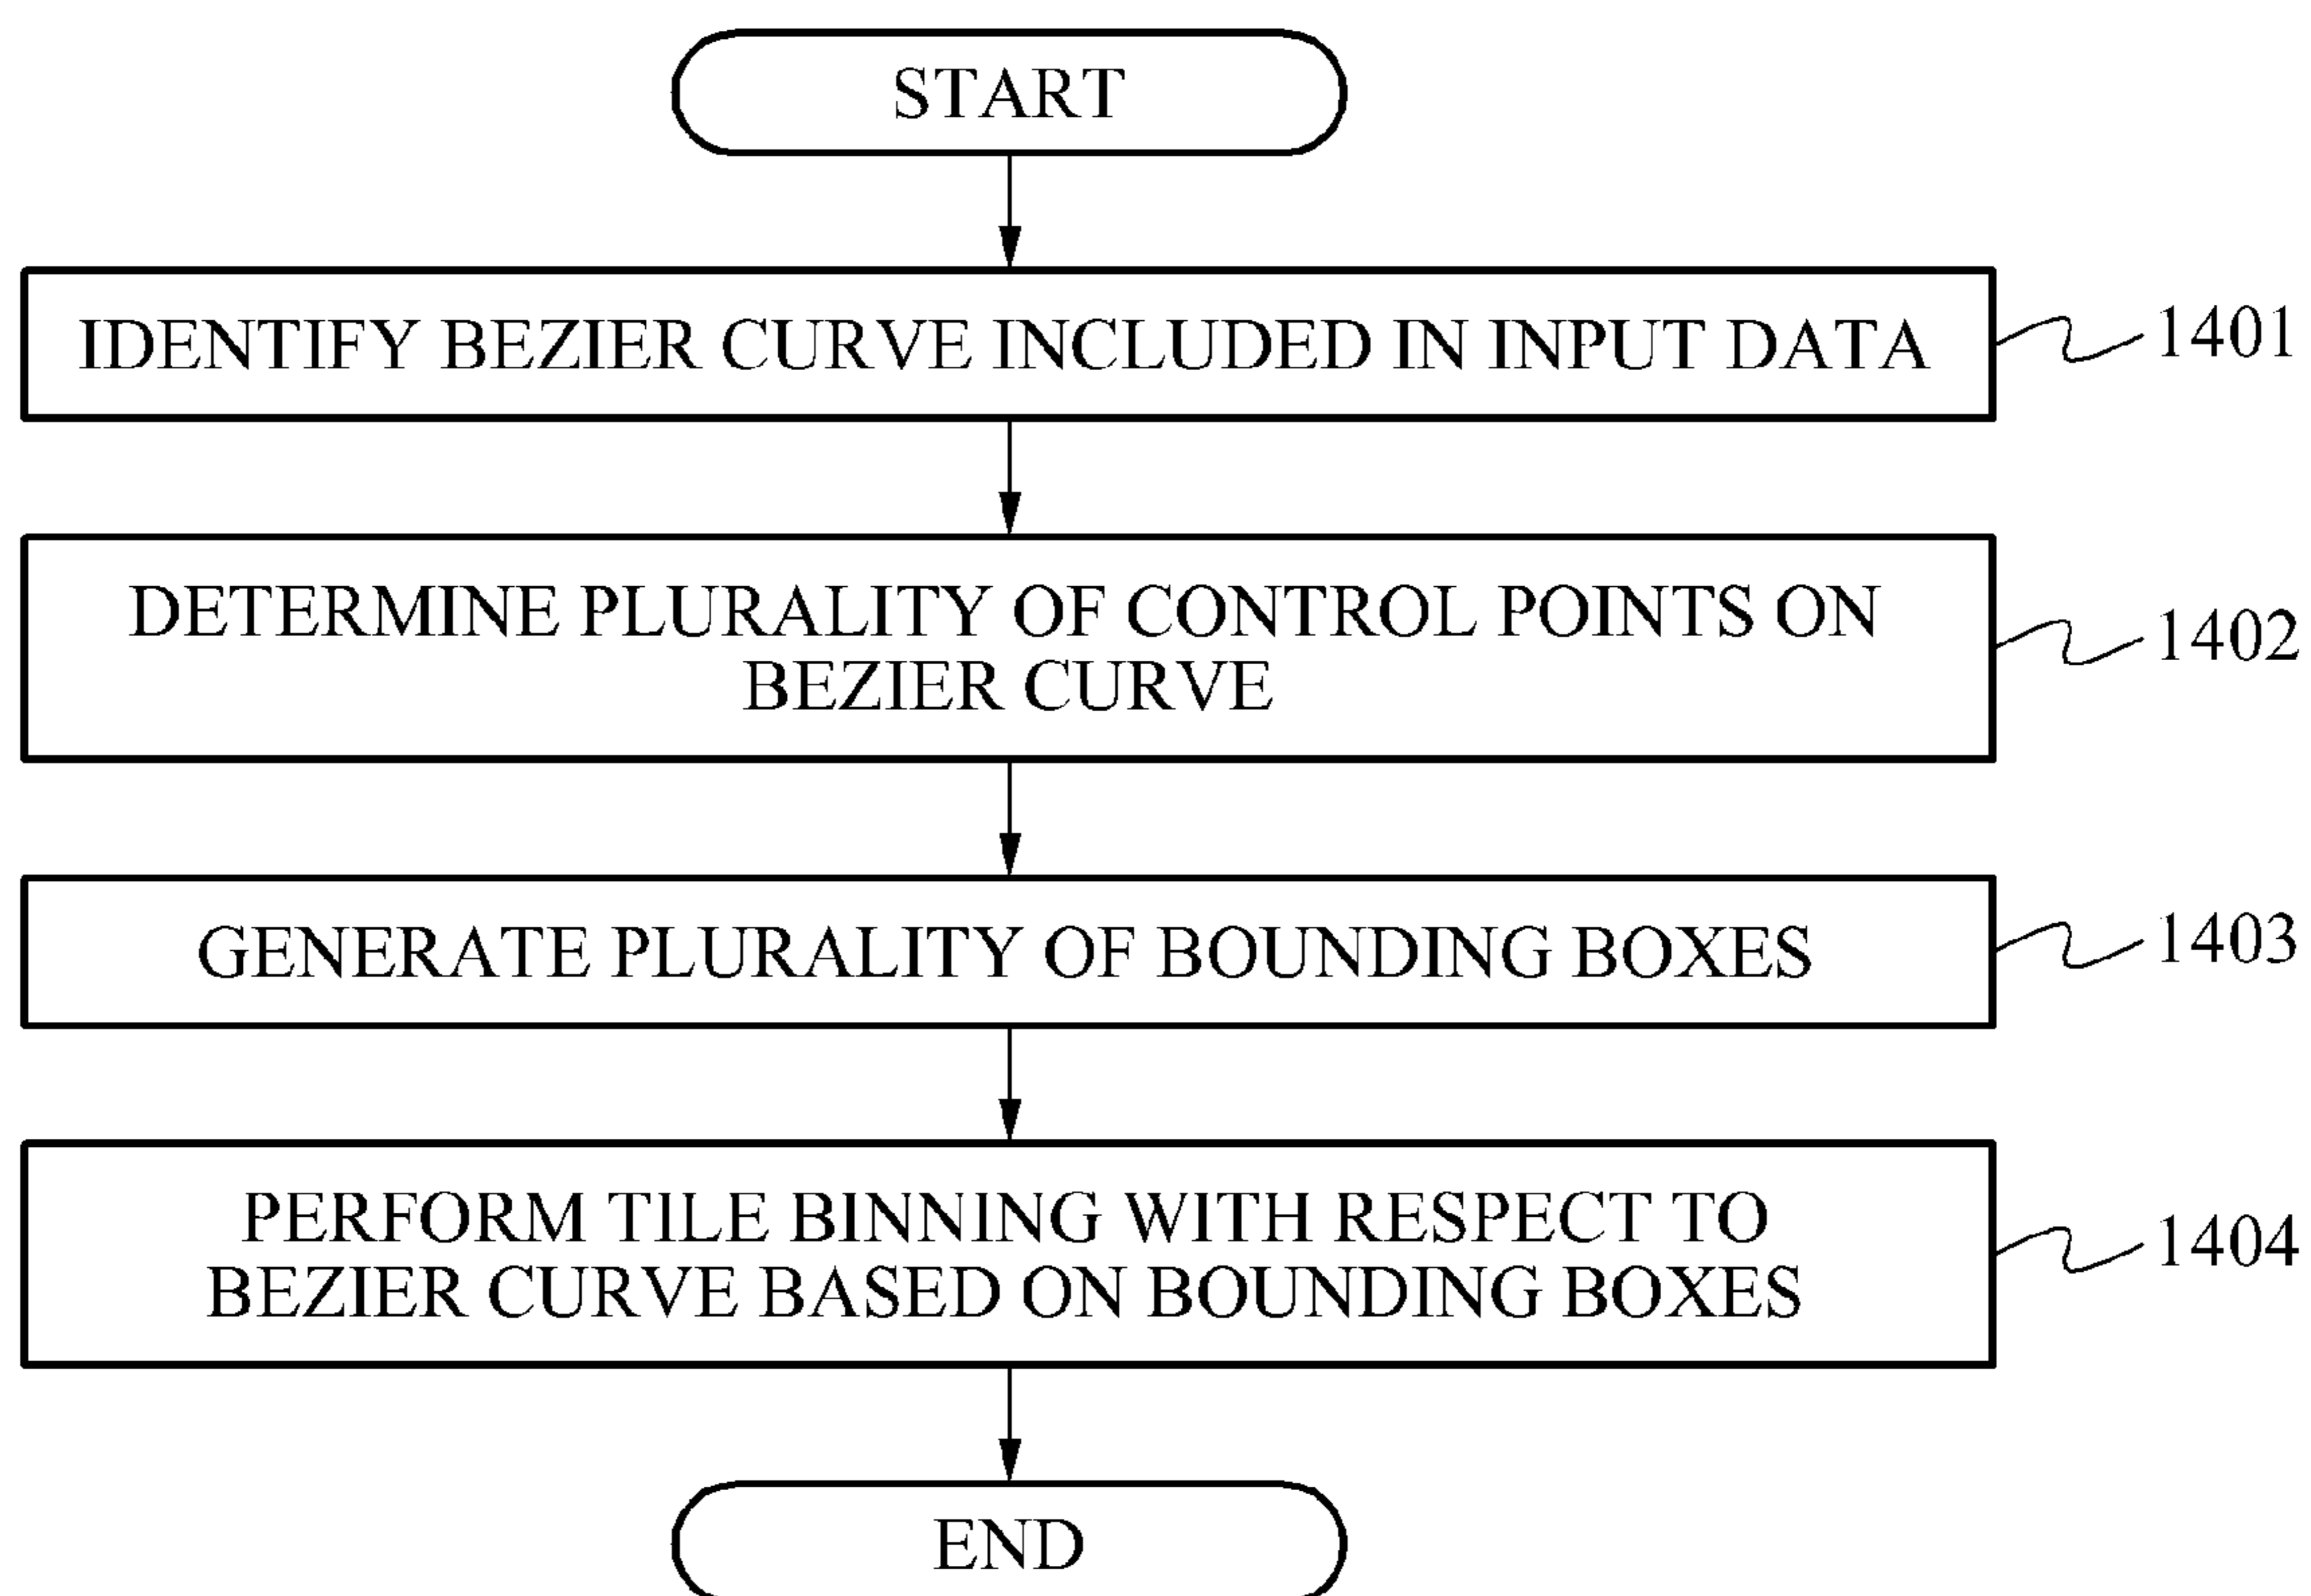 START
IDENTIFY BEZIER CURVE INCLUDED IN INPUT DATA
1401
DETERMINE PLURALITY OF CONTROL POINTS ON
BEZIER CURVE
1402
GENERATE PLURALITY OF BOUNDING BOXES
1403
PERFORM TILE BINNING WITH RESPECT TO
BEZIER CURVE BASED ON BOUNDING BOXES
1404
END